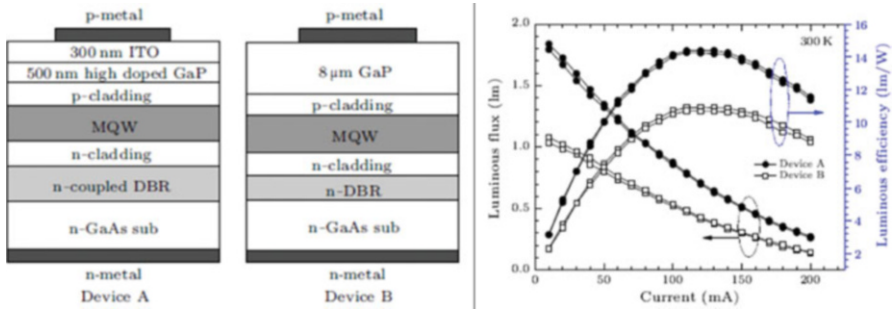 p-metal
300 nm ITO
500 nm high doped GaP
p-cladding
MQW
n-cladding
n-coupled DBR
n-GaAs sub
n-metal
Device A
p-metal
8 μm GaP
p-cladding
MQW
n-cladding
n-DBR
n-GaAs sub
n-metal
Device B
Luminous flux (lm)
2.0
1.5
1.0
0.5
0.0
300 K
Device A
Device B
0
50
100
150
200
Current (mA)
16
14
12
10
8
6
4
2
Luminous efficiency (lm/W)